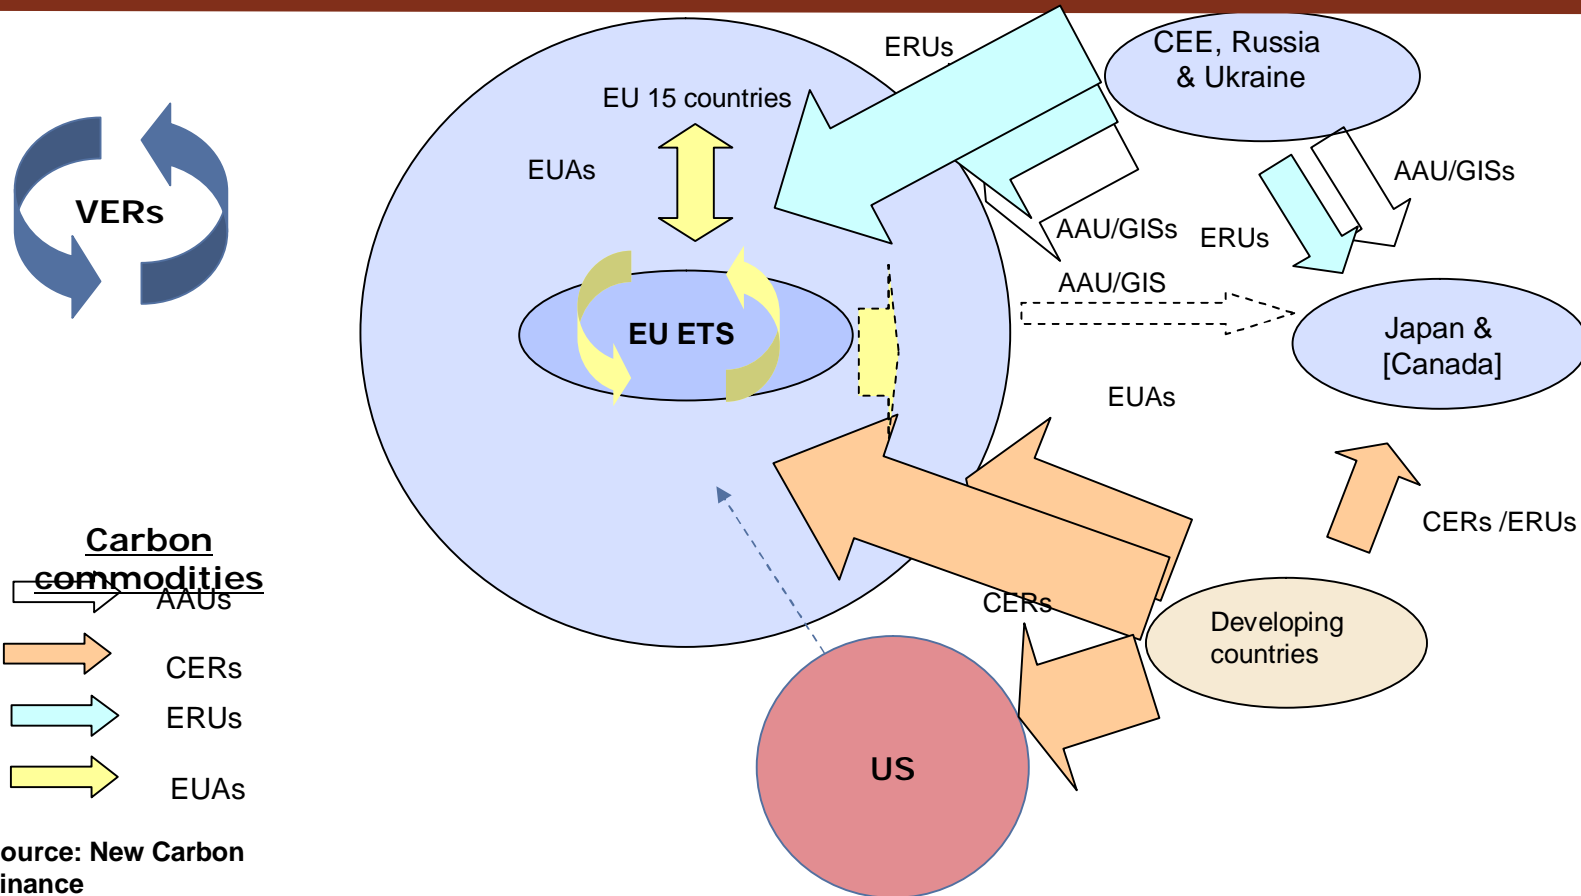 ERUs
CEE, Russia
& Ukraine
EU 15 countries
EUAs
VERs
AAU/GISs
AAU/GISs
ERUs
AAU/GIS
EU ETS
Japan &
[Canada]
EUAs
CERs /ERUs
Carbon
commodities
AAUs
CERs
ERUs
EUAs
CERs
Developing
countries
US
ource: New Carbon
inance